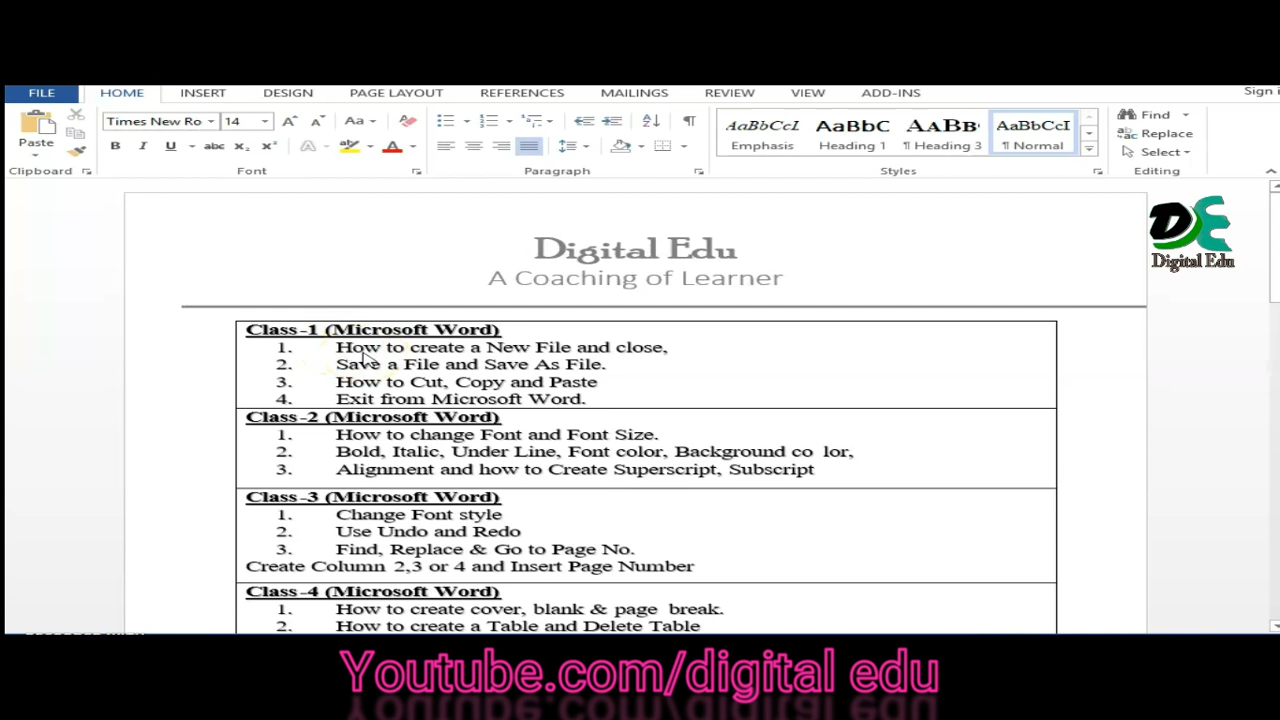 FILE HOME INSERT DESIGN PAGE LAYOUT REFERENCES MAILINGS REVIEW VIEW ADD-INS Sign i
Times New Ro 14 Aa
Find
Paste
Replace
B I U abc x₂ x² A A
AaBbCcI AaBbC AaBb AaBbCcI
Emphasis Heading 1 ¶ Heading 3 ¶ Normal
Select
Clipboard Font Paragraph Styles Editing
DE
Digital Edu
Digital Edu
A Coaching of Learner
Class-1 (Microsoft Word)
1. How to create a New File and close,
2. Save a File and Save As File.
3. How to Cut, Copy and Paste
4. Exit from Microsoft Word.
Class-2 (Microsoft Word)
1. How to change Font and Font Size.
2. Bold, Italic, Under Line, Font color, Background co lor,
3. Alignment and how to Create Superscript, Subscript
Class-3 (Microsoft Word)
1. Change Font style
2. Use Undo and Redo
3. Find, Replace & Go to Page No.
Create Column 2,3 or 4 and Insert Page Number
Class-4 (Microsoft Word)
1. How to create cover, blank & page break.
2. How to create a Table and Delete Table
Youtube.com/digital edu